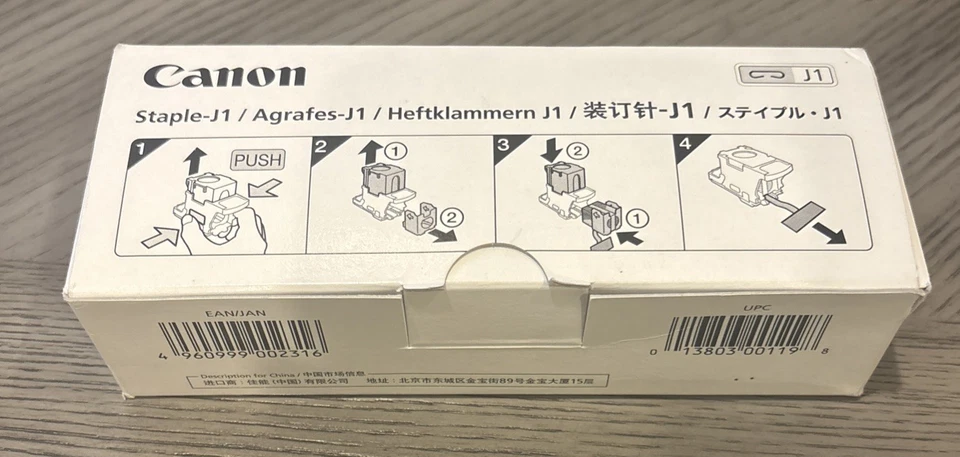 Canon
J1
Staple-J1 / Agrafes-J1 / Heftklammern J1 / 装订针-J1 / ステイプル・J1
1
PUSH
2
①
②
3
②
①
4
EAN/JAN
4 960999 002316
UPC
0 13803 00119 8
Description for China / 中国市场信息
进口商：佳能（中国）有限公司 地址：北京市东城区金宝街89号金宝大厦15层